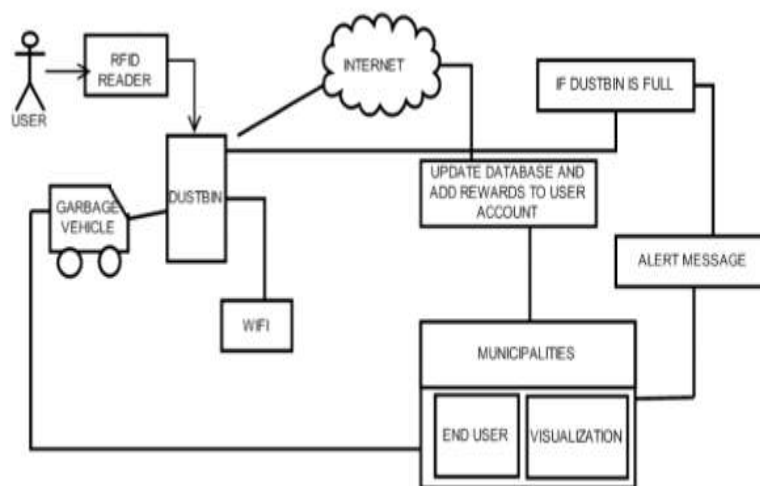 USER
RFID
READER
INTERNET
IF DUSTBIN IS FULL
DUSTBIN
GARBAGE
VEHICLE
UPDATE DATABASE AND
ADD REWARDS TO USER
ACCOUNT
ALERT MESSAGE
WIFI
MUNICIPALITIES
END USER
VISUALIZATION